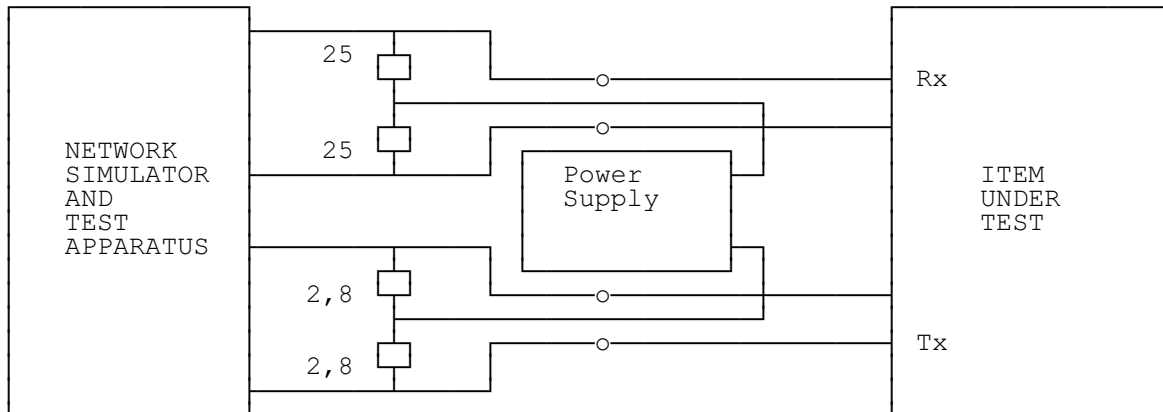 25
Rx
25
NETWORK
SIMULATOR
AND
TEST
APPARATUS
Power
Supply
ITEM
UNDER
TEST
2,8
Tx
2,8